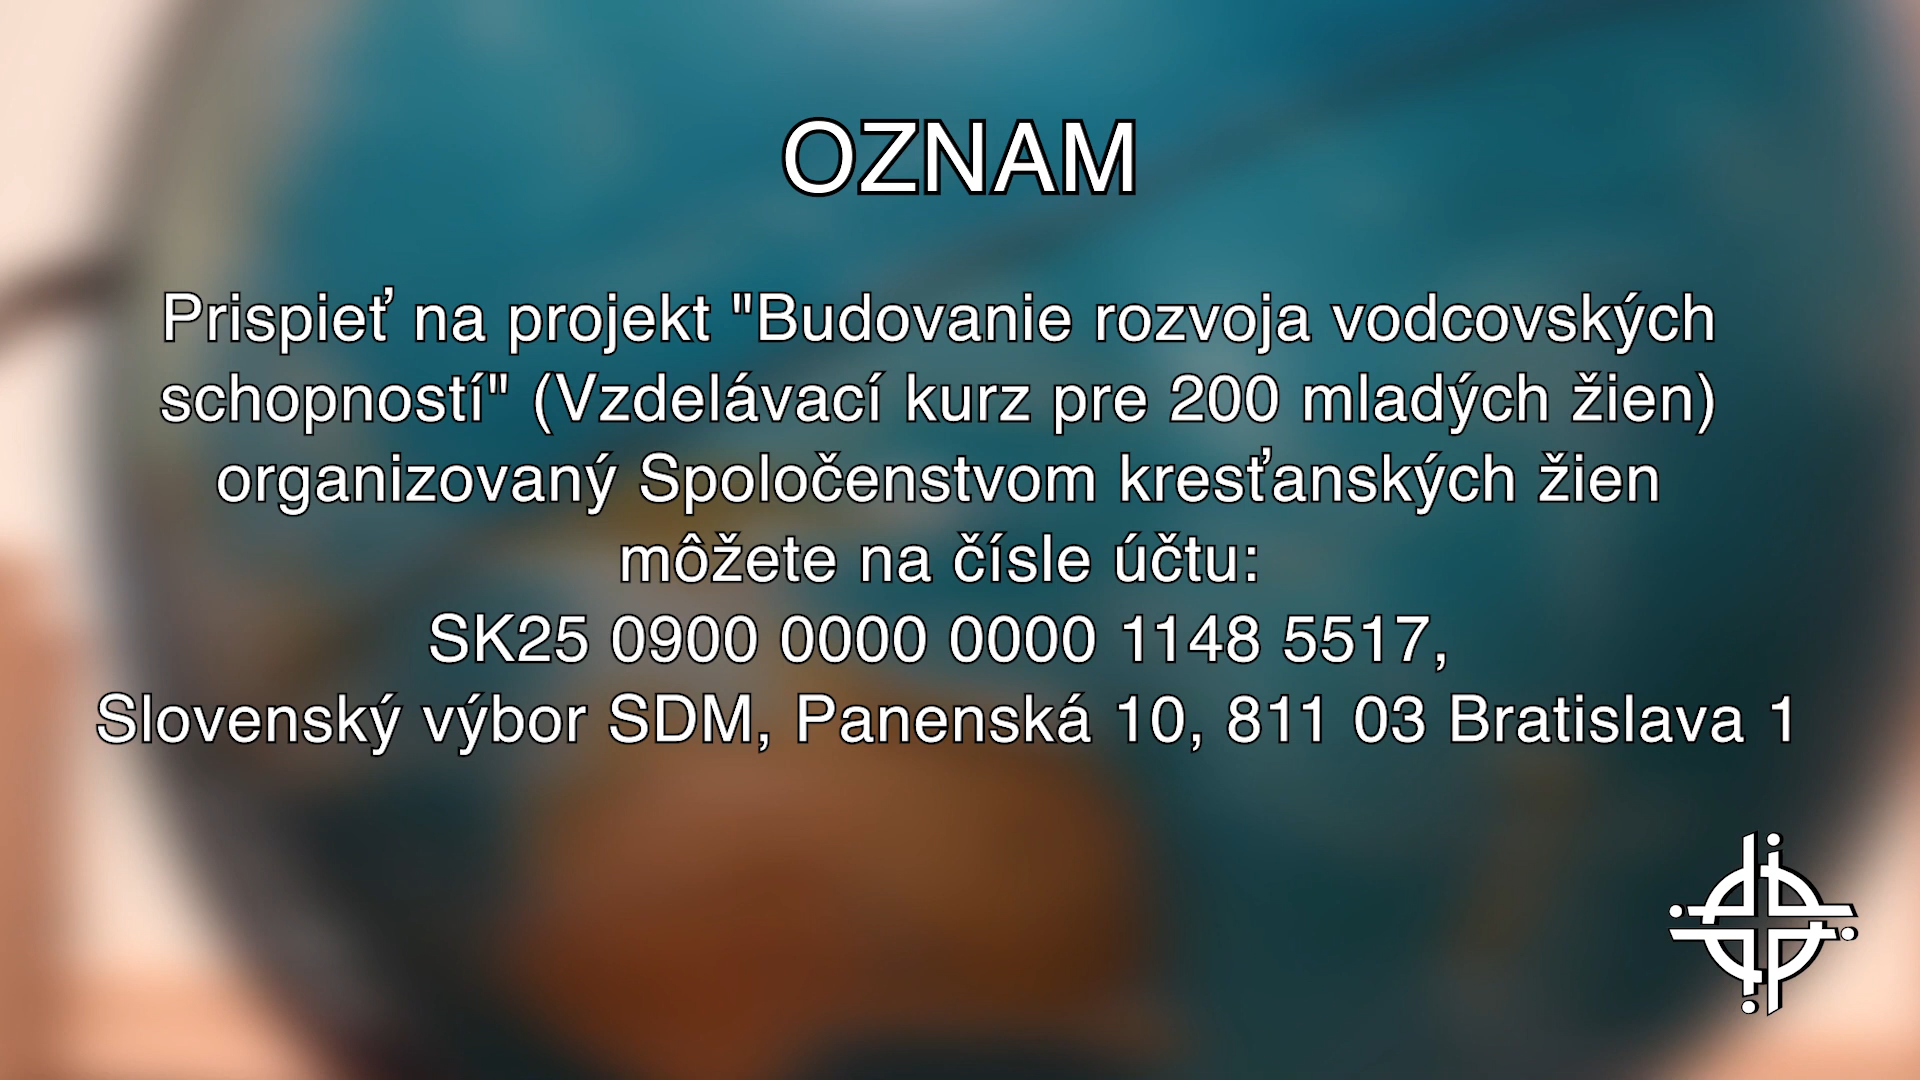 OZNAM
Prispieť na projekt "Budovanie rozvoja vodcovských
schopností" (Vzdelávací kurz pre 200 mladých žien)
organizovaný Spoločenstvom kresťanských žien
môžete na čísle účtu:
SK25 0900 0000 0000 1148 5517,
Slovenský výbor SDM, Panenská 10, 811 03 Bratislava 1